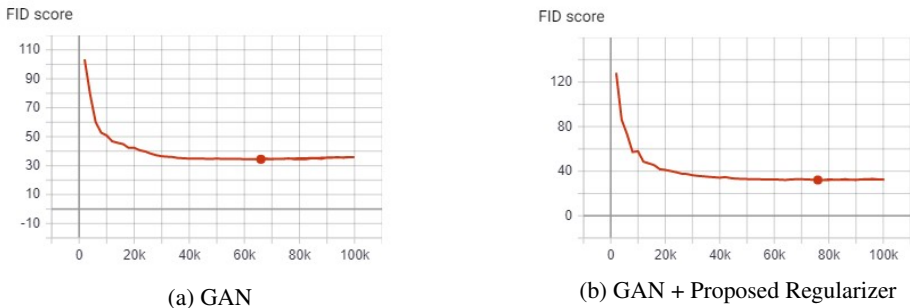 FID score
110
90
70
50
30
10
-10
0 20k 40k 60k 80k 100k
(a) GAN
FID score
120
80
40
0
0 20k 40k 60k 80k 100k
(b) GAN + Proposed Regularizer